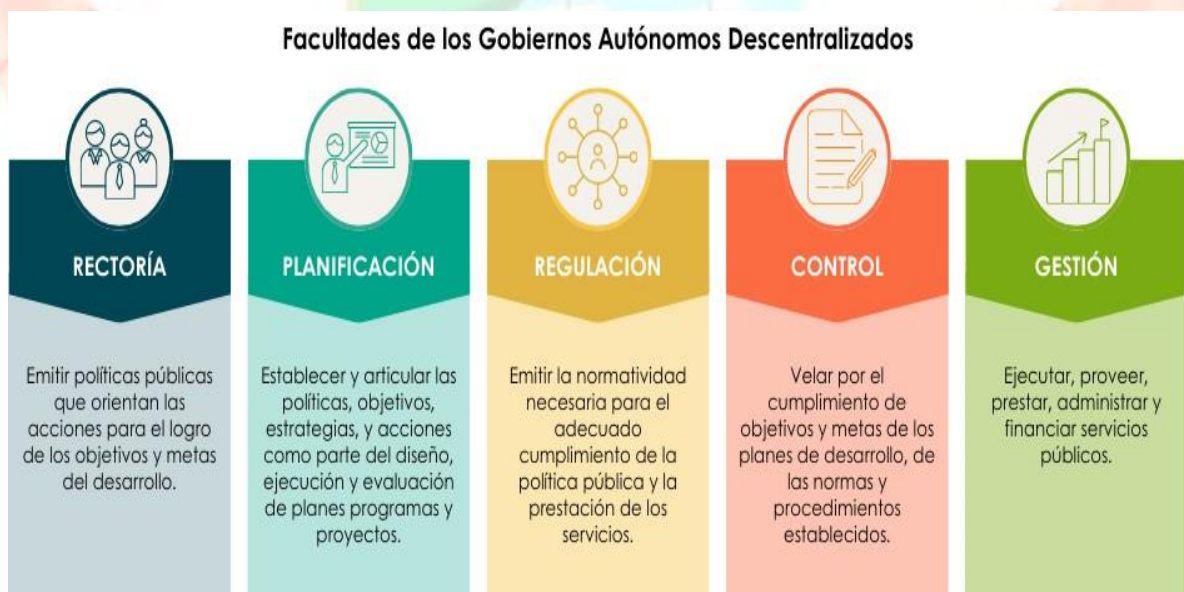 Facultades de los Gobiernos Autónomos Descentralizados
RECTORÍA
Emitir políticas públicas
que orientan las
acciones para el logro
de los objetivos y metas
del desarrollo.
PLANIFICACIÓN
Establecer y articular las
políticas, objetivos,
estrategias, y acciones
como parte del diseño,
ejecución y evaluación
de planes programas y
proyectos.
REGULACIÓN
Emitir la normatividad
necesaria para el
adecuado
cumplimiento de la
política pública y la
prestación de los
servicios.
CONTROL
Velar por el
cumplimiento de
objetivos y metas de los
planes de desarrollo, de
las normas y
procedimientos
establecidos.
GESTIÓN
Ejecutar, proveer,
prestar, administrar y
financiar servicios
públicos.